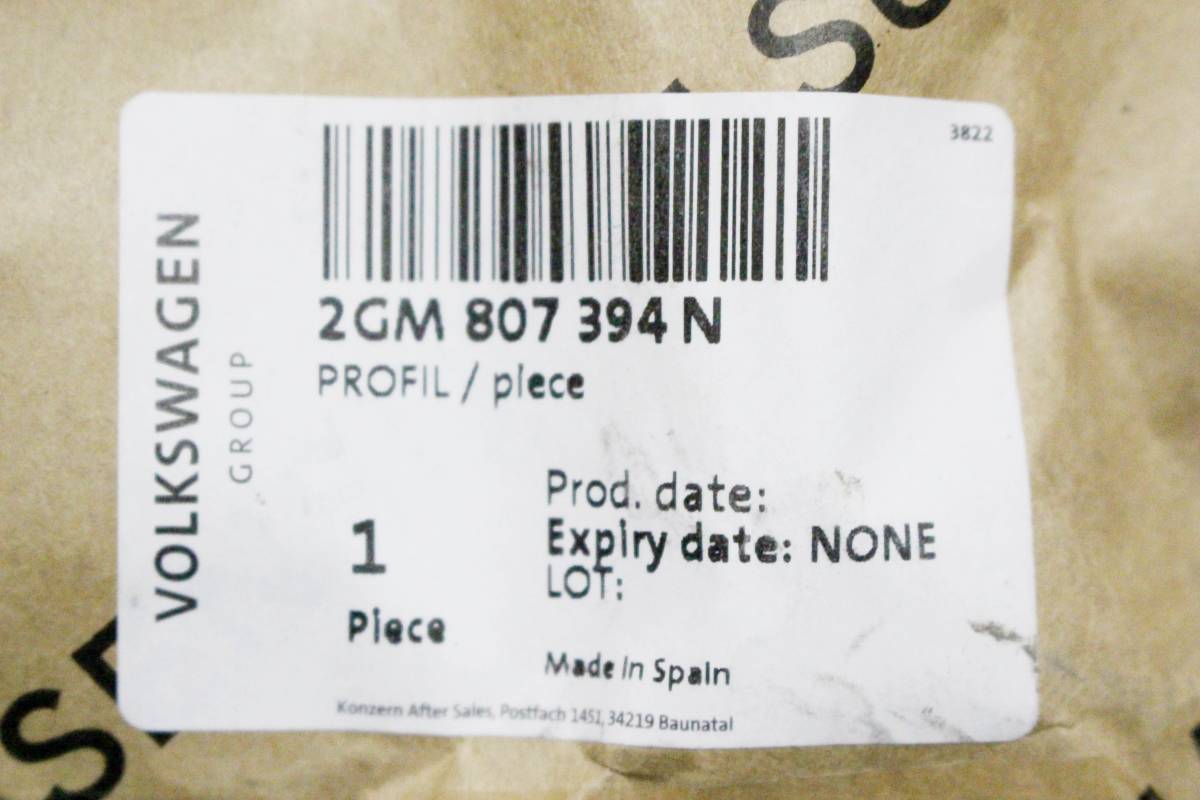 VOLKSWAGEN
GROUP
3822
2GM 807 394 N
PROFIL / piece
1
Piece
Prod. date:
Expiry date: NONE
LOT:
Made in Spain
Konzern After Sales, Postfach 1451, 34219 Baunatal